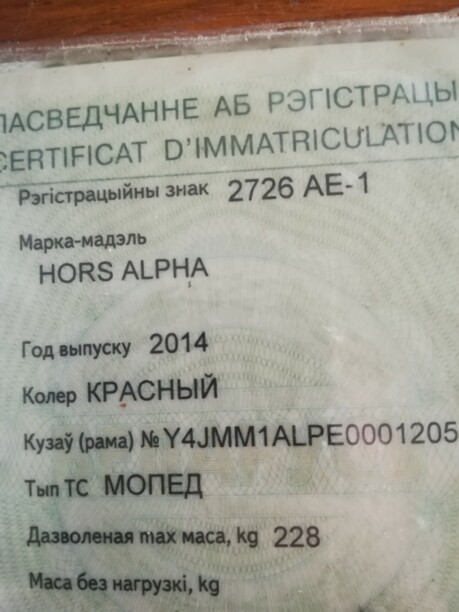 ПАСВЕДЧАННЕ АБ РЭГІСТРАЦЫ
CERTIFICAT D'IMMATRICULATION
Рэгістрацыйны знак 2726 AE-1
Марка-мадэль
HORS ALPHA
Год выпуску 2014
Колер КРАСНЫЙ
Кузаў (рама) № Y4JMM1ALPE0001205
Тып ТС МОПЕД
Дазволеная max маса, kg 228
Маса без нагрузкі, kg